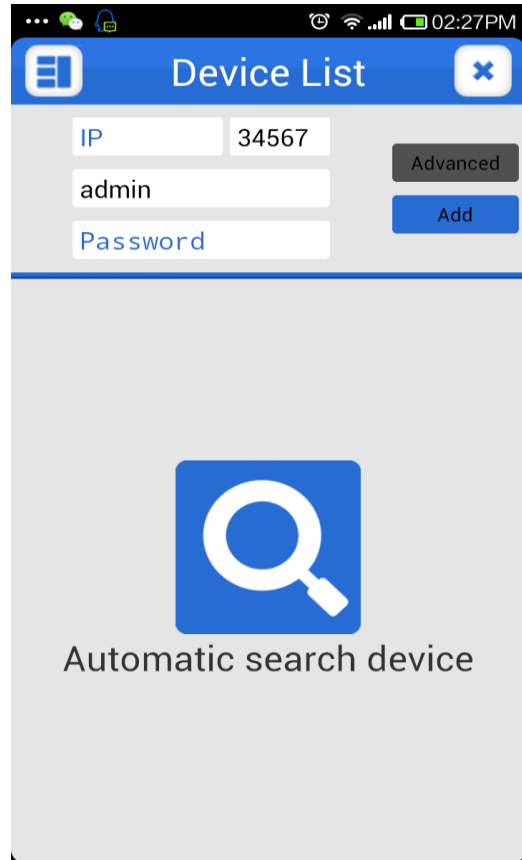 02:27PM
Device List
IP
34567
Advanced
admin
Add
Password
Automatic search device